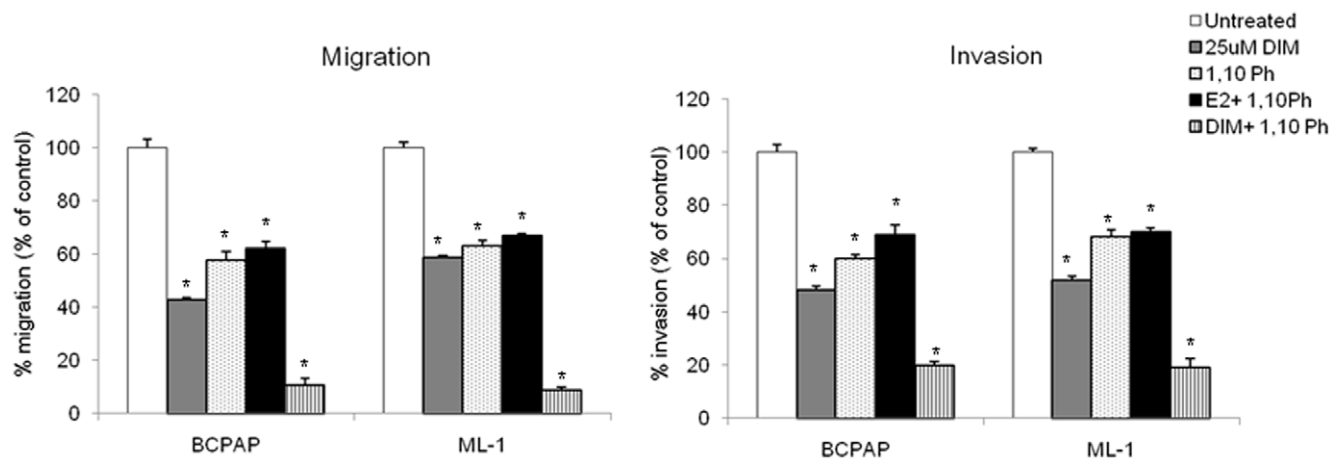 Untreated
25uM DIM
1,10 Ph
E2+ 1,10Ph
DIM+ 1,10 Ph
Migration
% migration (% of control)
120
100
80
60
40
20
0
* * * *
* * * *
BCPAP ML-1
Invasion
% invasion (% of control)
120
100
80
60
40
20
0
* * * *
* * * *
BCPAP ML-1